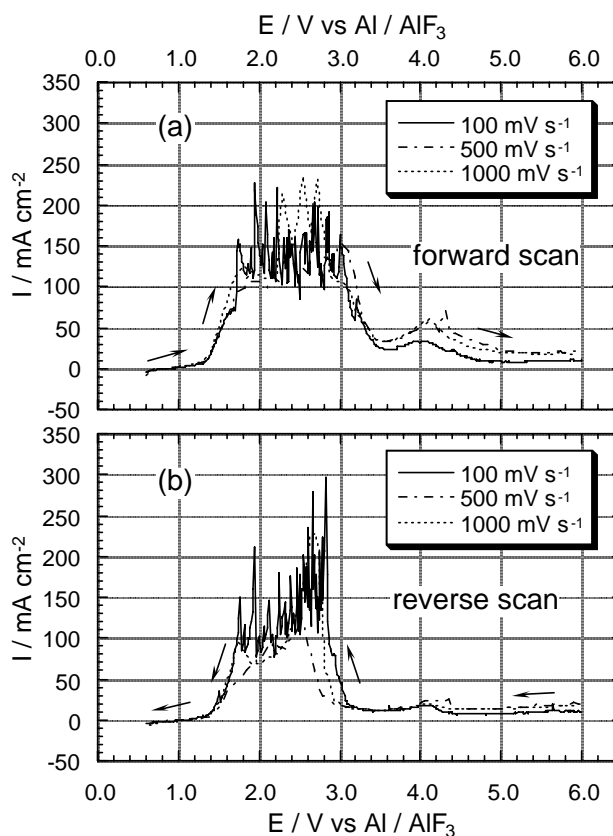 E / V vs Al / AlF₃
0.0 1.0 2.0 3.0 4.0 5.0 6.0
350
300
250
200
150
100
50
0
-50
I / mA cm⁻²
(a)
100 mV s⁻¹
500 mV s⁻¹
1000 mV s⁻¹
forward scan
350
300
250
200
150
100
50
0
-50
I / mA cm⁻²
(b)
100 mV s⁻¹
500 mV s⁻¹
1000 mV s⁻¹
reverse scan
0.0 1.0 2.0 3.0 4.0 5.0 6.0
E / V vs Al / AlF₃